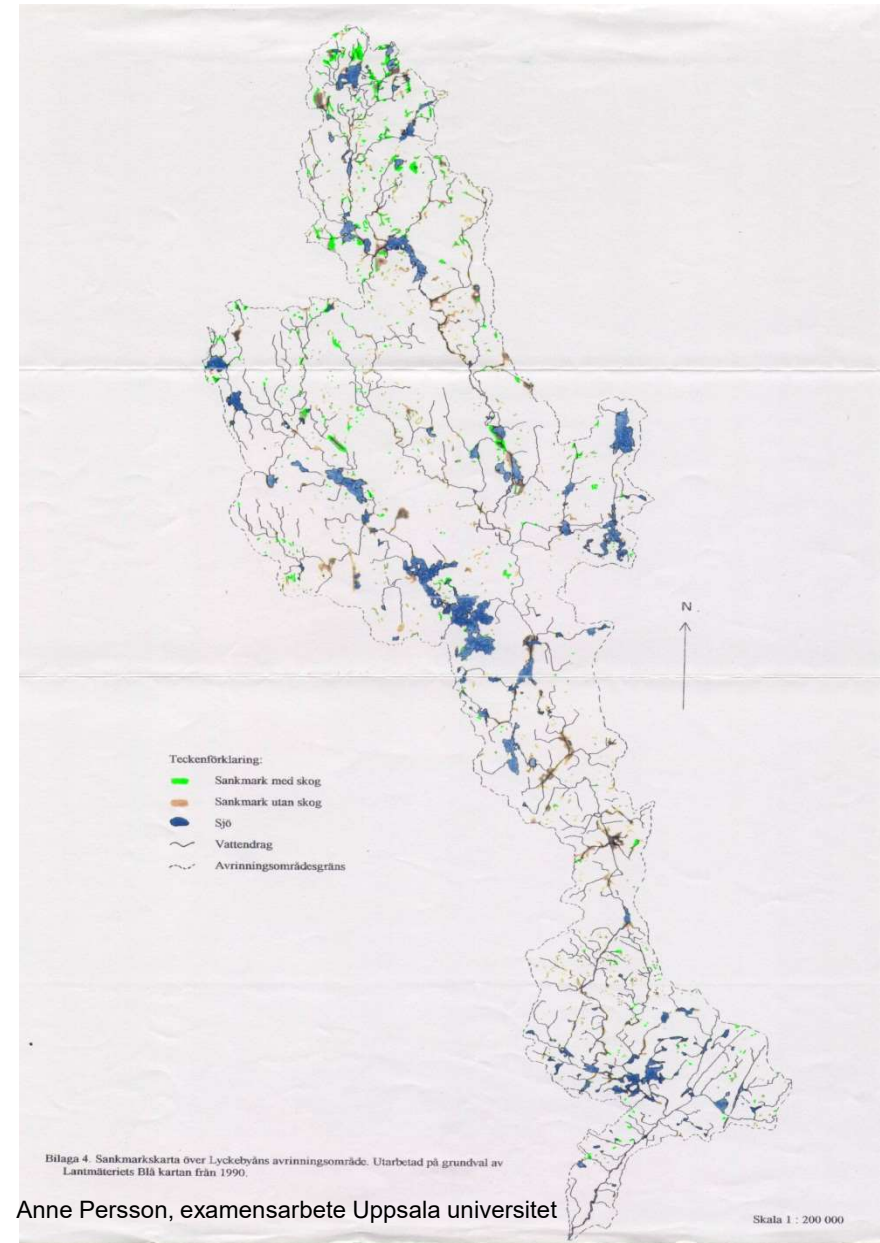 N
Teckenförklaring:
Sankmark med skog
Sankmark utan skog
Sjö
Vattendrag
Avrinningsområdesgräns
Bilaga 4. Sankmarkskarta över Lyckebyåns avrinningsområde. Utarbetad på grundval av
Lantmäteriets Blå kartan från 1990.
Anne Persson, examensarbete Uppsala universitet
Skala 1 : 200 000